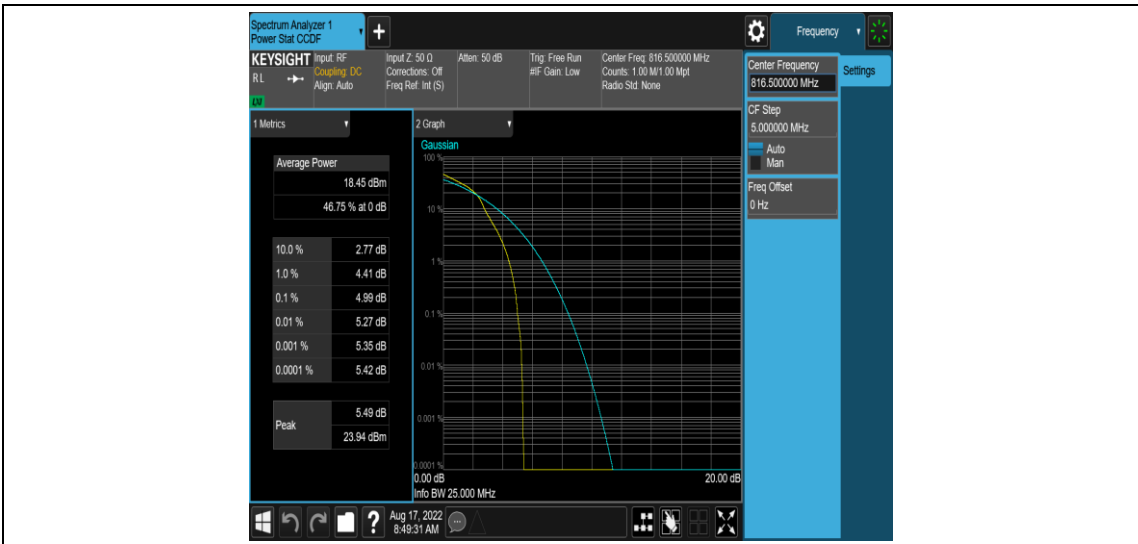 Spectrum Analyzer 1
Power Stat CCDF
+
Frequency
KEYSIGHT
RL
LXI
Input: RF
Coupling: DC
Align: Auto
Input Z: 50 Ω
Corrections: Off
Freq Ref: Int (S)
Atten: 50 dB
Trig: Free Run
#IF Gain: Low
Center Freq: 816.500000 MHz
Counts: 1.00 M/1.00 Mpt
Radio Std: None
Center Frequency
816.500000 MHz
Settings
CF Step
5.000000 MHz
Auto
Man
Freq Offset
0 Hz
1 Metrics
Average Power
18.45 dBm
46.75 % at 0 dB
10.0 % 2.77 dB
1.0 % 4.41 dB
0.1 % 4.99 dB
0.01 % 5.27 dB
0.001 % 5.35 dB
0.0001 % 5.42 dB
Peak
5.49 dB
23.94 dBm
2 Graph
Gaussian
100 %
10 %
1 %
0.1 %
0.01 %
0.001 %
0.0001 %
0.00 dB 20.00 dB
Info BW 25.000 MHz
?
Aug 17, 2022
8:49:31 AM